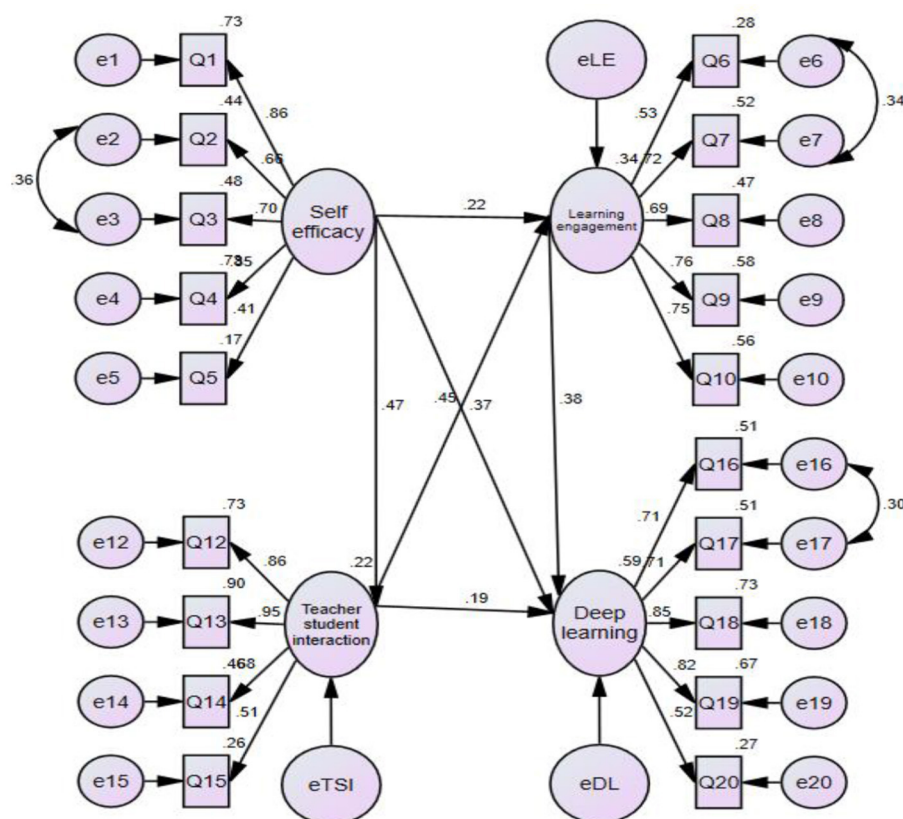 .73
e1
Q1
.44
.86
e2
Q2
.66
.36
.48
e3
Q3
.70
Self
efficacy
e4
Q4
.41
.17
e5
Q5
eLE
.28
Q6
e6
.53
.34
.52
Q7
e7
.34
.72
.47
Learning
engagement
.69
Q8
e8
.76
.58
Q9
e9
.75
.56
Q10
e10
.22
.47
.45
.37
.38
.73
e12
Q12
.86
.22
.90
e13
Q13
.95
Teacher
student
interaction
e14
Q14
.51
.26
e15
Q15
eTSI
.19
.51
Q16
e16
.71
.30
.51
Q17
e17
.59
.71
.73
Deep
learning
.85
Q18
e18
.82
.67
Q19
e19
.52
.27
Q20
e20
eDL